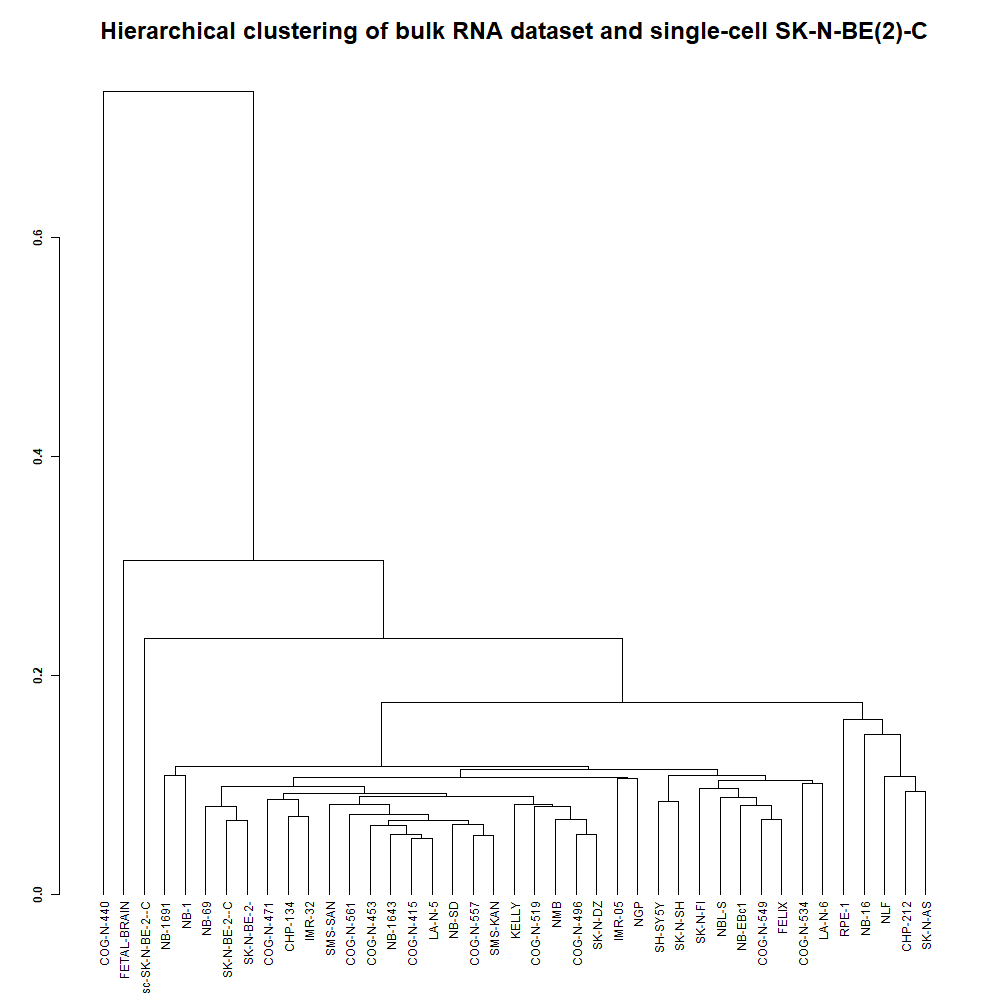 Hierarchical clustering of bulk RNA dataset and single-cell SK-N-BE(2)-C
0.6
0.4
0.2
0.0
COG-N-440
FETAL-BRAIN
sc-SK-N-BE-2--C
NB-1691
NB-1
NB-69
SK-N-BE-2--C
SK-N-BE-2-
COG-N-471
CHP-134
IMR-32
SMS-SAN
COG-N-561
COG-N-453
NB-1643
COG-N-415
LA-N-5
NB-SD
COG-N-557
SMS-KAN
KELLY
COG-N-519
NMB
COG-N-496
SK-N-DZ
IMR-05
NGP
SH-SY5Y
SK-N-SH
SK-N-FI
NBL-S
NB-EBc1
COG-N-549
FELIX
COG-N-534
LA-N-6
RPE-1
NB-16
NLF
CHP-212
SK-N-AS